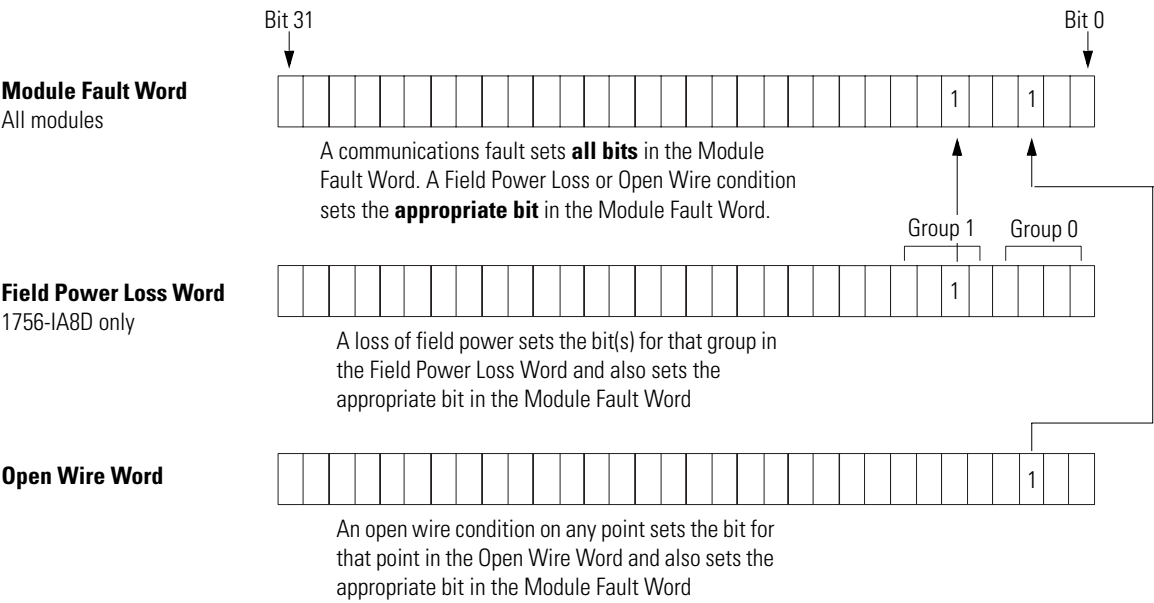 Bit 31
Bit 0
Module Fault Word
All modules
1
1
A communications fault sets all bits in the Module
Fault Word. A Field Power Loss or Open Wire condition
sets the appropriate bit in the Module Fault Word.
Group 1
Group 0
Field Power Loss Word
1756-IA8D only
1
A loss of field power sets the bit(s) for that group in
the Field Power Loss Word and also sets the
appropriate bit in the Module Fault Word
Open Wire Word
1
An open wire condition on any point sets the bit for
that point in the Open Wire Word and also sets the
appropriate bit in the Module Fault Word